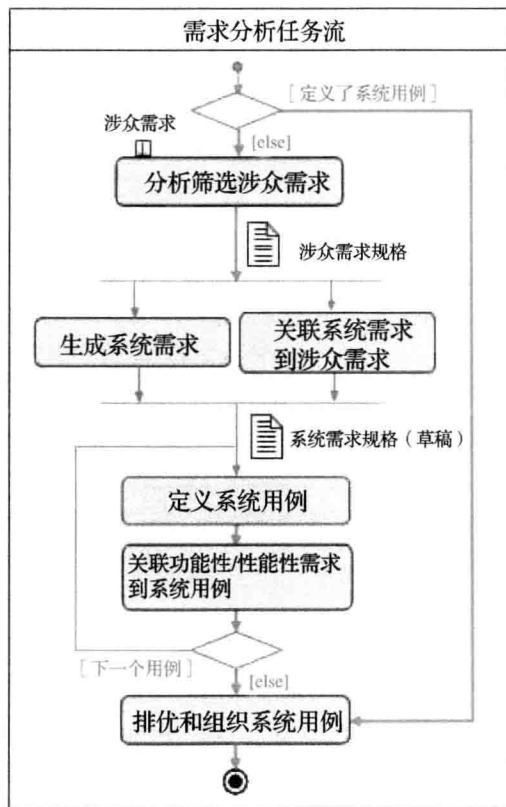 需求分析任务流
[定义了系统用例]
涉众需求
[else]
分析筛选涉众需求
涉众需求规格
生成系统需求
关联系统需求
到涉众需求
系统需求规格（草稿）
定义系统用例
关联功能性/性能性需求
到系统用例
[下一个用例]
[else]
排优和组织系统用例